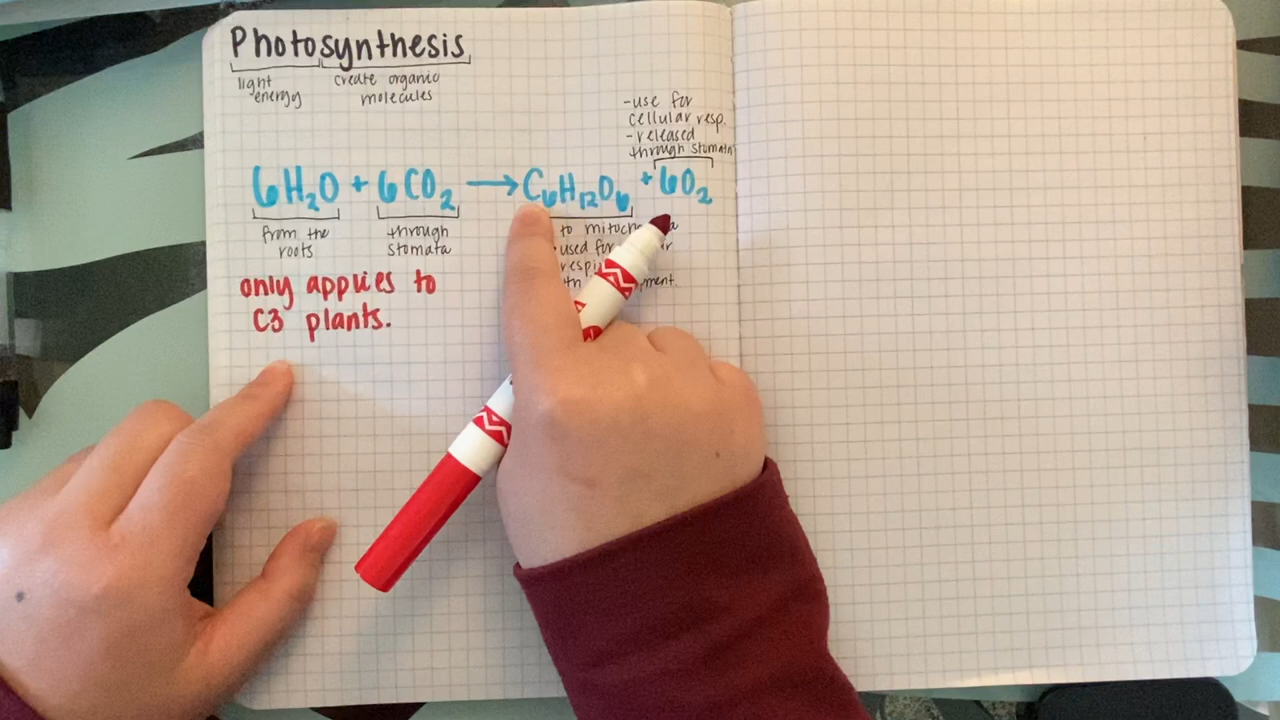 Photosynthesis
light
energy
create organic
molecules
-use for
cellular resp.
-released
through stomata
6H₂O + 6CO₂ → C₆H₁₂O₆ + 6O₂
from the
roots
through
stomata
to
used
only applies to
C3 plants.